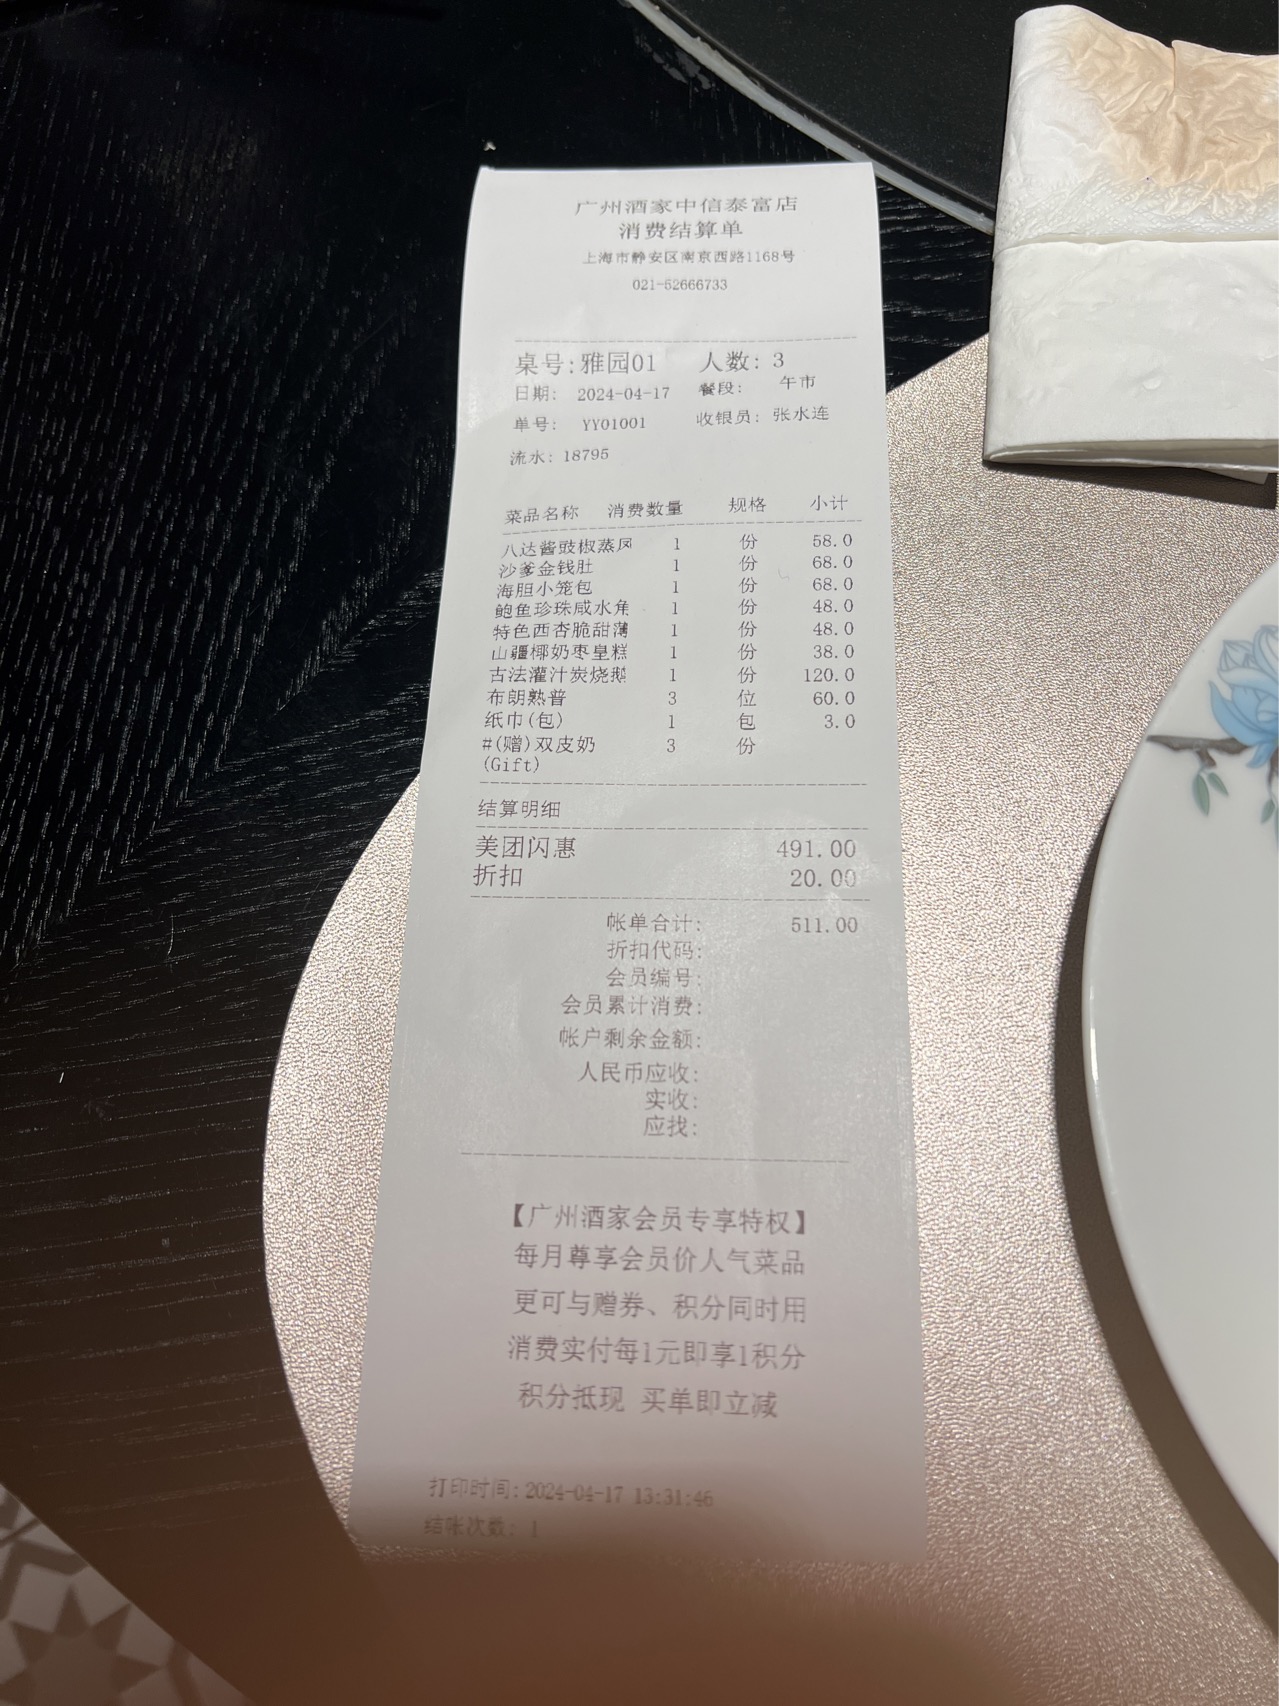 广州酒家中信泰富店
消费结算单
上海市静安区南京西路1168号
021-52666733
桌号:雅园01 人数: 3
日期: 2024-04-17 餐段: 午市
单号: YY01001 收银员: 张水连
流水: 18795
菜品名称 消费数量 规格 小计
八达酱豉椒蒸凤 1 份 58.0
沙爹金钱肚 1 份 68.0
海胆小笼包 1 份 68.0
鲍鱼珍珠咸水角 1 份 48.0
特色西杏脆甜薄 1 份 48.0
山疆椰奶枣皇糕 1 份 38.0
古法灌汁炭烧鹅 1 份 120.0
布朗熟普 3 位 60.0
纸巾(包) 1 包 3.0
#(赠)双皮奶 3 份
(Gift)
结算明细
美团闪惠 491.00
折扣 20.00
帐单合计: 511.00
折扣代码:
会员编号:
会员累计消费:
帐户剩余金额:
人民币应收:
实收:
应找:
【广州酒家会员专享特权】
每月尊享会员价人气菜品
更可与赠券、积分同时用
消费实付每1元即享1积分
积分抵现 买单即立减
打印时间: 2024-04-17 13:31:46
结帐次数: 1